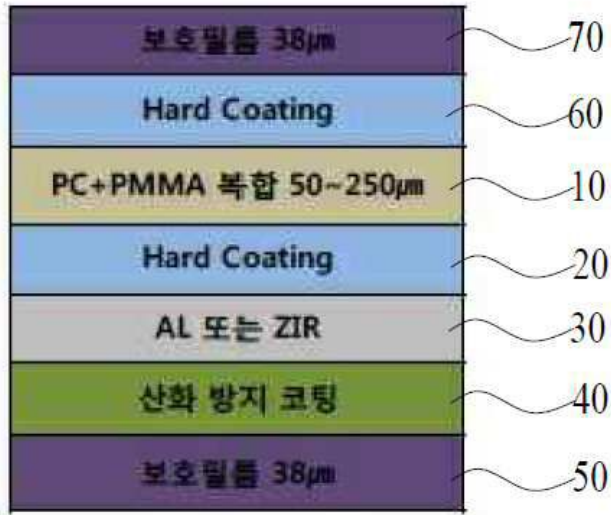 보호필름 38㎛ 70
Hard Coating 60
PC+PMMA 복합 50~250㎛ 10
Hard Coating 20
AL 또는 ZIR 30
산화 방지 코팅 40
보호필름 38㎛ 50